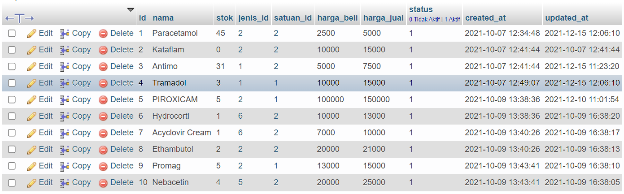 id nama stok jenis_id satuan_id harga_beli harga_jual status created_at updated_at
0 Tidak Aktif 1 Aktif
Edit Copy Delete 1 Paracetamol 45 2 2 2500 5000 1 2021-10-07 12:34:48 2021-12-15 12:06:10
Edit Copy Delete 2 Kataflam 0 2 2 10000 15000 1 2021-10-07 12:41:44 2021-10-07 12:41:44
Edit Copy Delete 3 Antimo 31 1 2 5000 7500 1 2021-10-07 12:41:44 2021-12-15 11:23:20
Edit Copy Delete 4 Tramadol 3 1 1 10000 15000 1 2021-10-07 12:49:07 2021-12-15 12:06:10
Edit Copy Delete 5 PIROXICAM 5 2 1 100000 150000 1 2021-10-09 13:38:36 2021-12-10 11:01:54
Edit Copy Delete 6 Hydrocorti 1 6 2 10000 13000 1 2021-10-09 13:38:36 2021-10-09 16:38:20
Edit Copy Delete 7 Acyclovir Cream 1 6 2 7000 10000 1 2021-10-09 13:40:26 2021-10-09 16:38:17
Edit Copy Delete 8 Ethambutol 2 2 2 20000 21000 1 2021-10-09 13:40:26 2021-10-09 16:38:13
Edit Copy Delete 9 Promag 5 2 1 13000 15000 1 2021-10-09 13:43:41 2021-10-09 16:38:10
Edit Copy Delete 10 Nebacetin 4 5 2 20000 25000 1 2021-10-09 13:43:41 2021-10-09 16:38:05